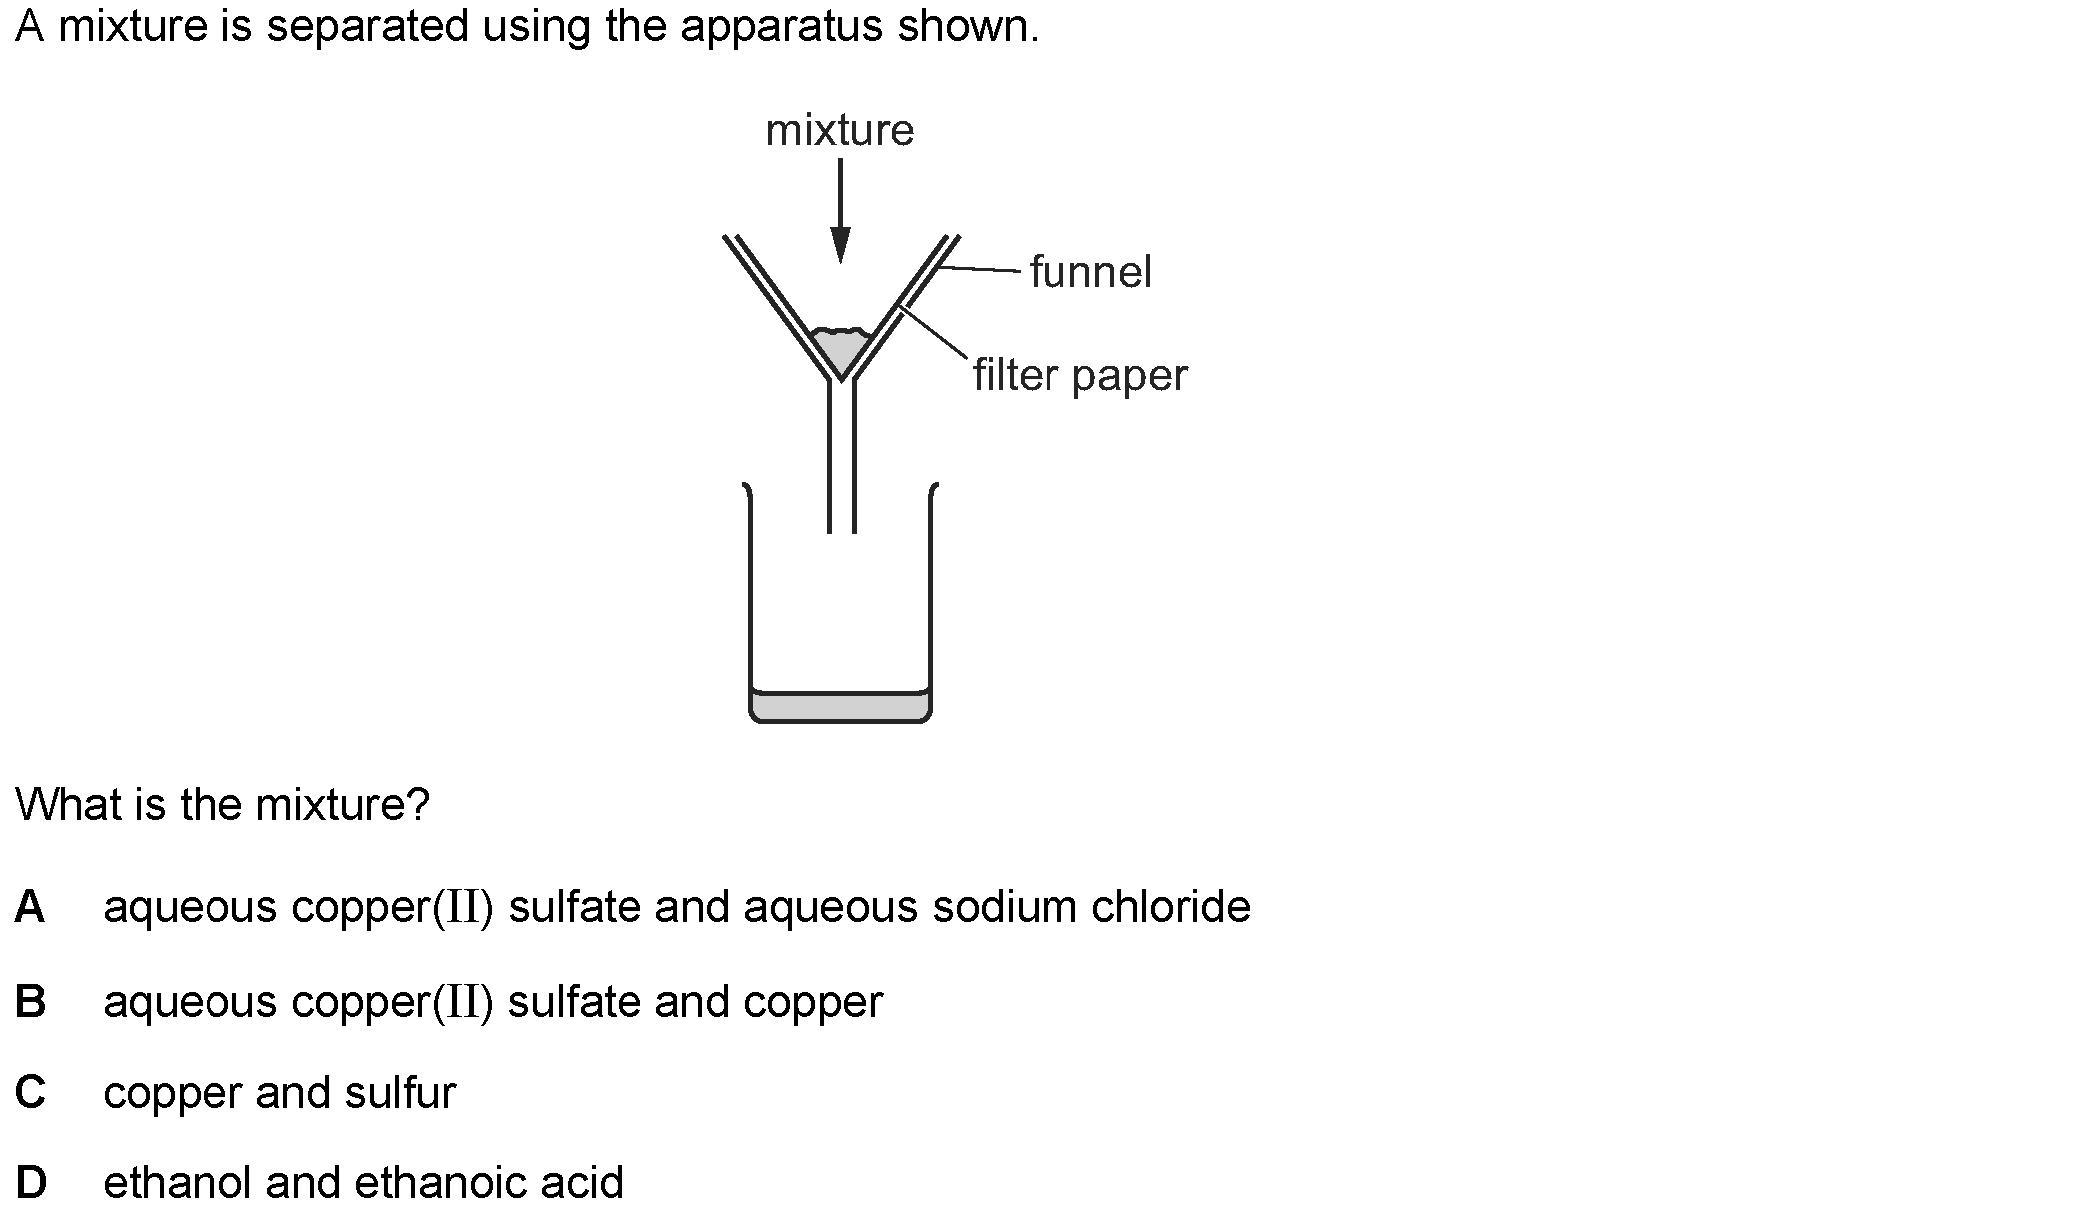 A mixture is separated using the apparatus shown.
mixture
funnel
filter paper
What is the mixture?
A aqueous copper(II) sulfate and aqueous sodium chloride
B aqueous copper(II) sulfate and copper
C copper and sulfur
D ethanol and ethanoic acid